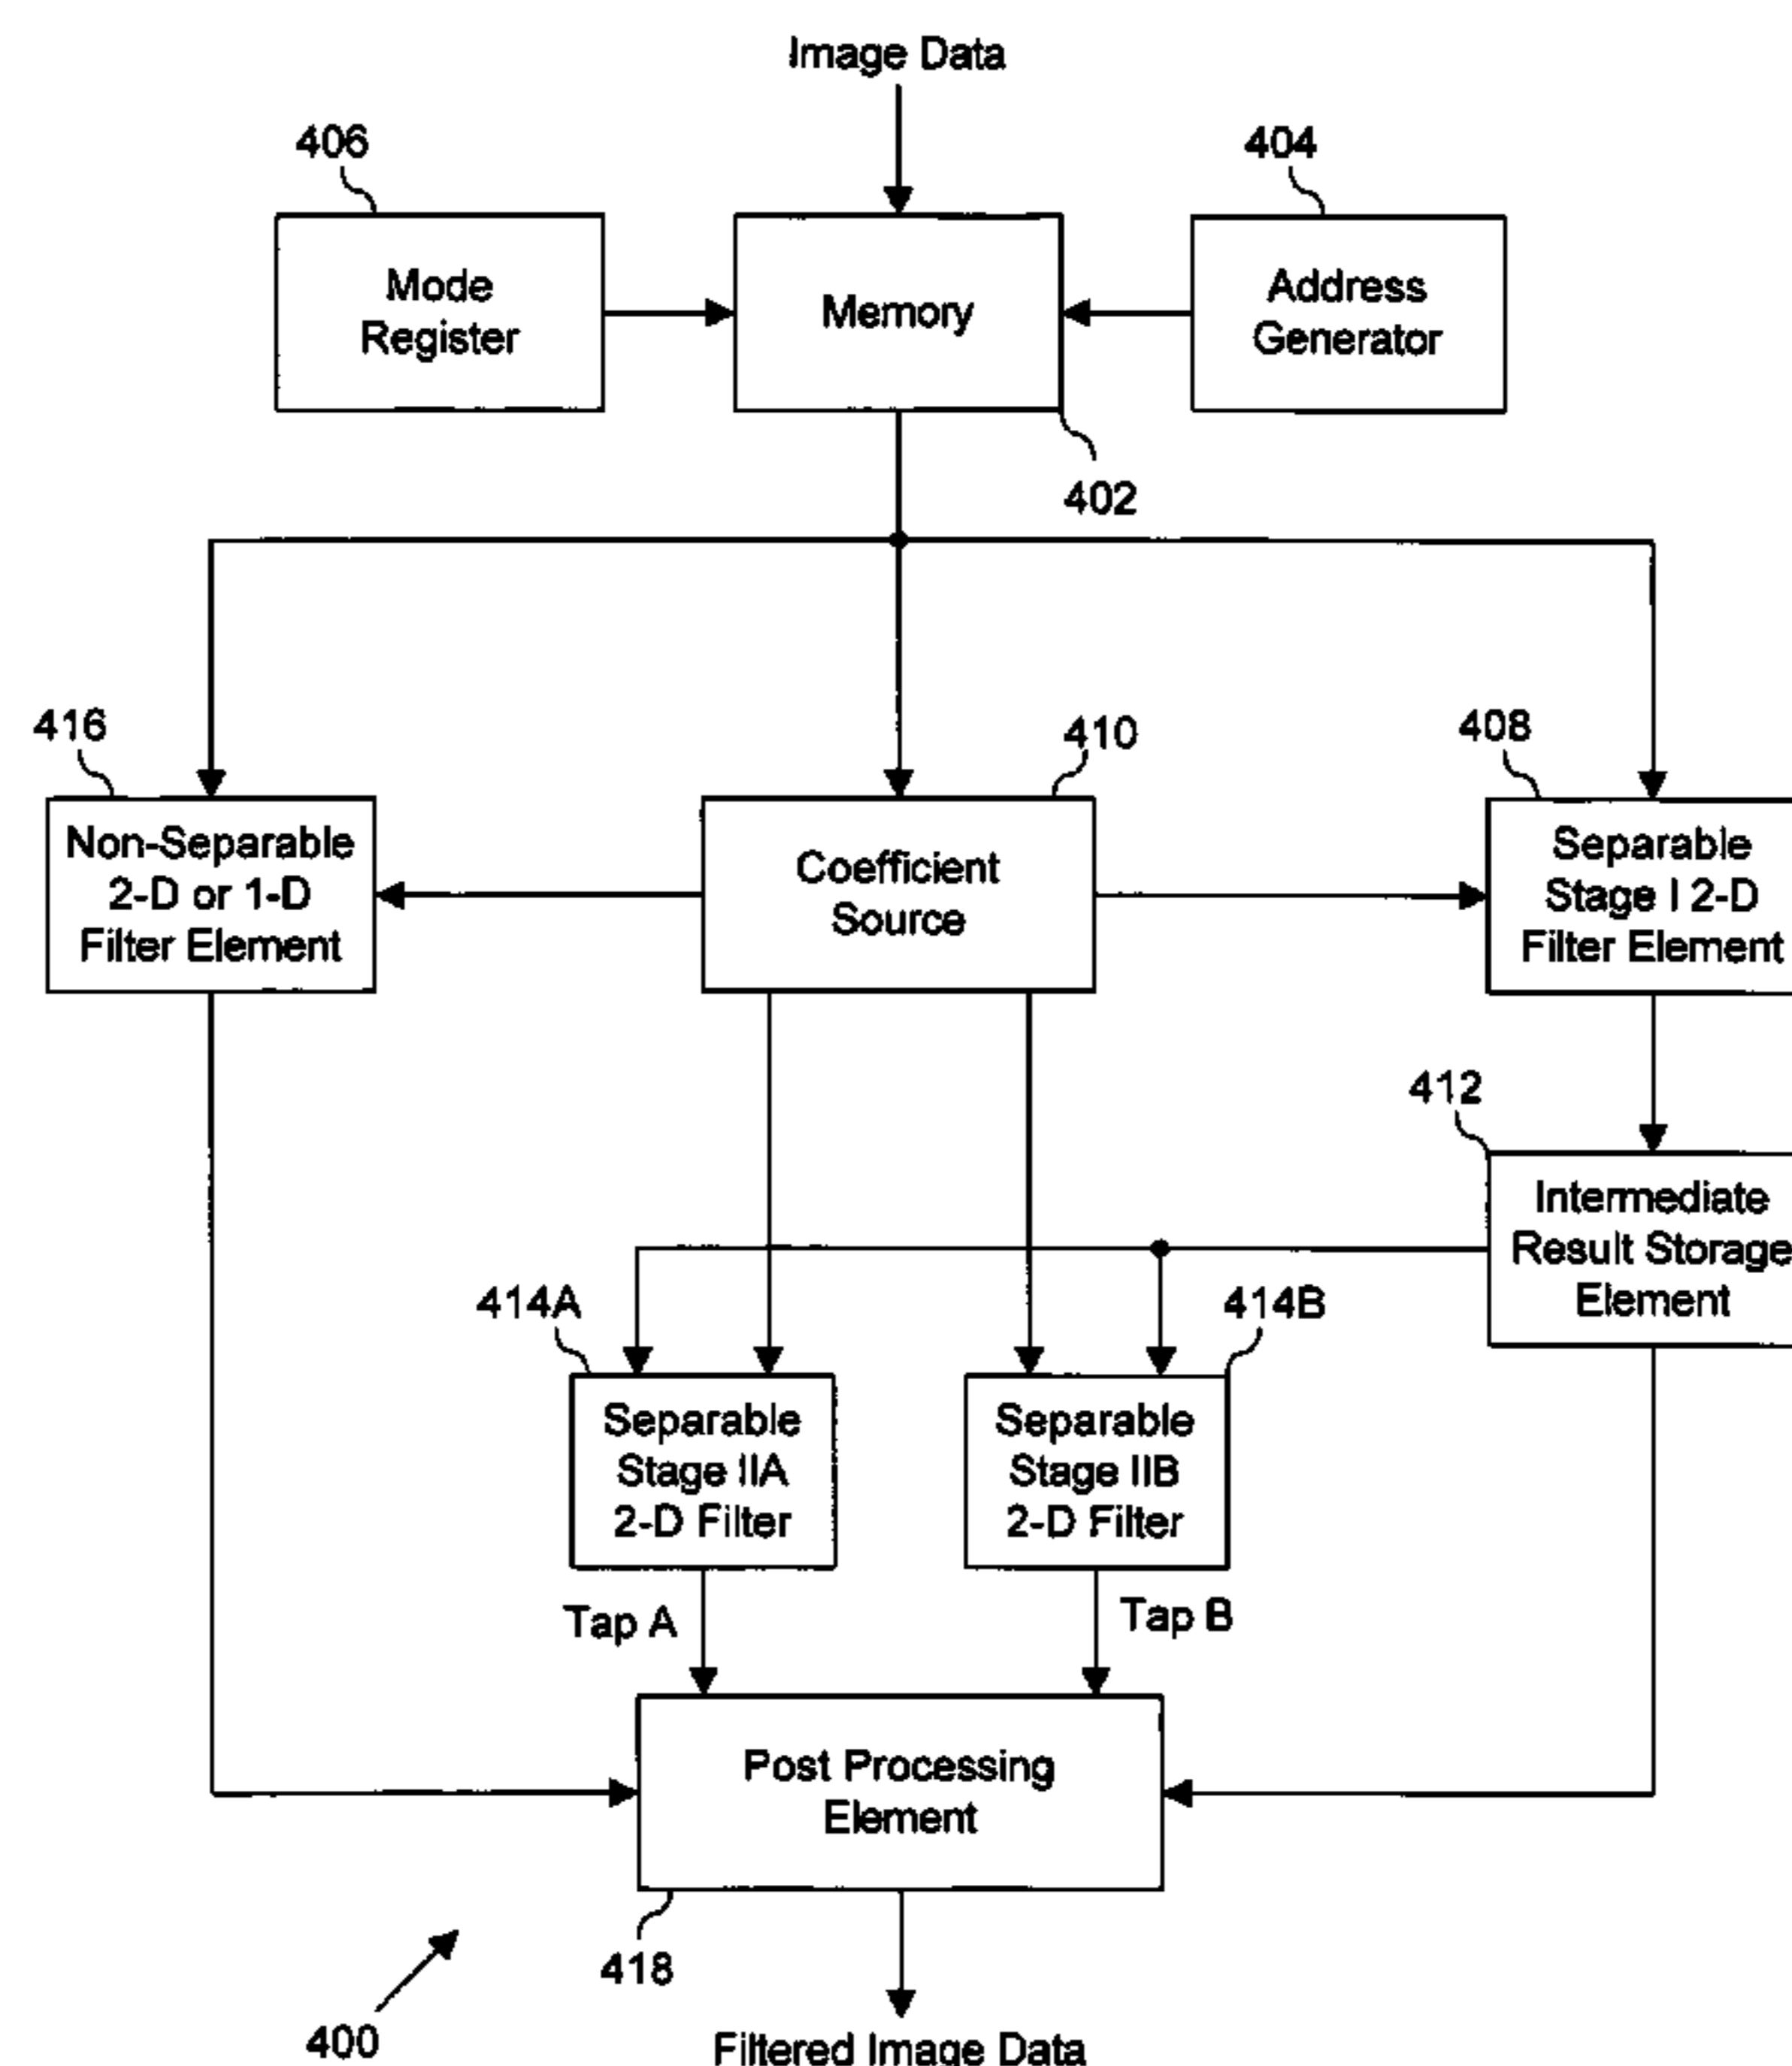 Image Data
406
404
Mode
Register
Memory
Address
Generator
402
416
410
408
Non-Separable
2-D or 1-D
Filter Element
Coefficient
Source
Separable
Stage I 2-D
Filter Element
412
Intermediate
Result Storage
Element
414A
414B
Separable
Stage IIA
2-D Filter
Separable
Stage IIB
2-D Filter
Tap A
Tap B
Post Processing
Element
418
400
Filtered Image Data